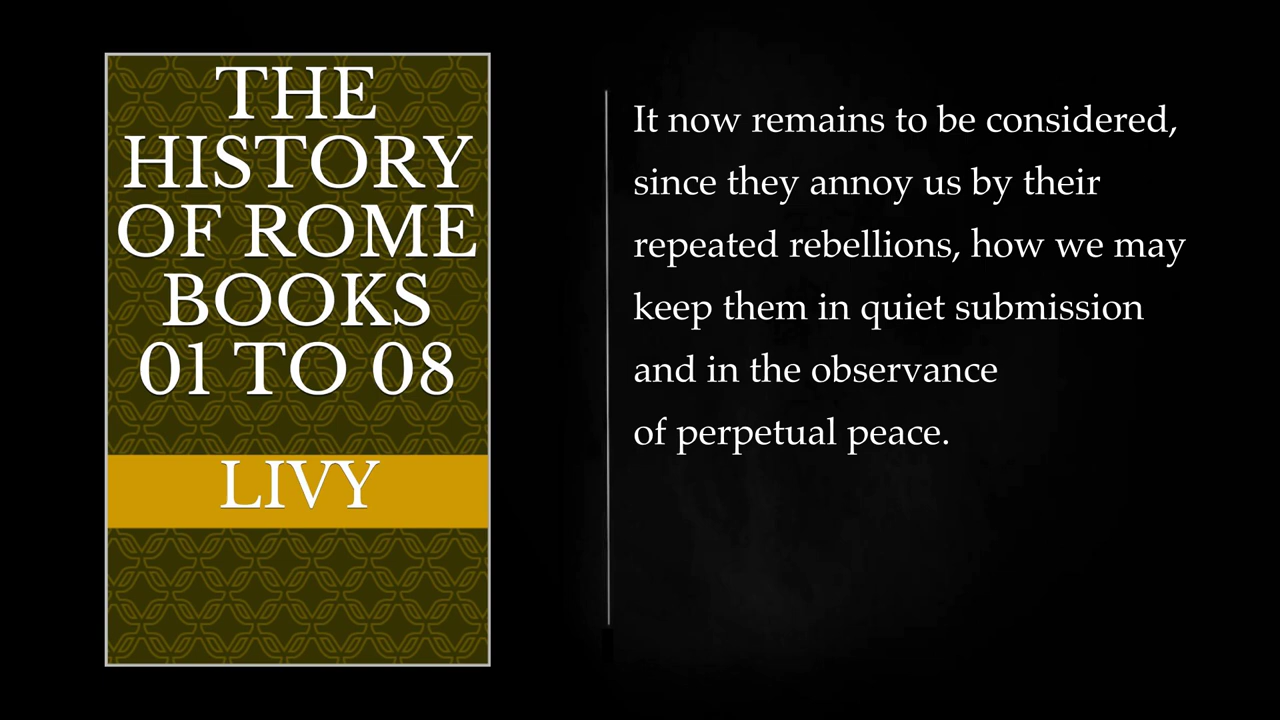 THE
HISTORY
OF ROME
BOOKS
01 TO 08
LIVY
It now remains to be considered,
since they annoy us by their
repeated rebellions, how we may
keep them in quiet submission
and in the observance
of perpetual peace.